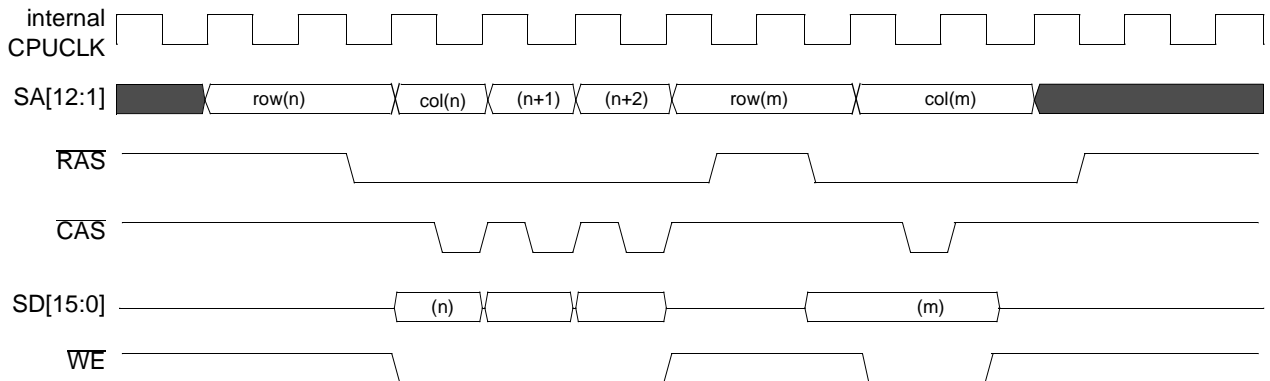 internal
CPUCLK
SA[12:1] row(n) col(n) (n+1) (n+2) row(m) col(m)
RAS
CAS
SD[15:0] (n) (m)
WE